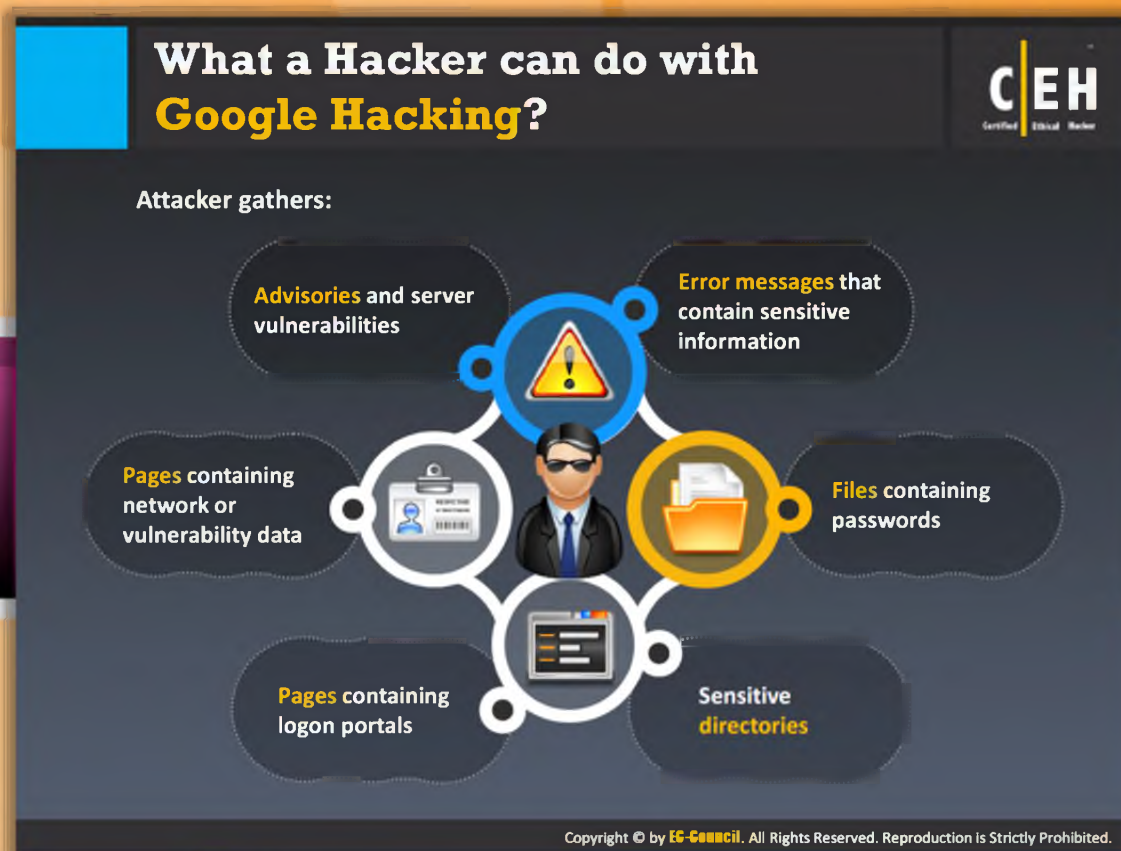 What a Hacker can do with
Google Hacking?
CEH
Certified Ethical Hacker
Attacker gathers:
Advisories and server
vulnerabilities
Error messages that
contain sensitive
information
Pages containing
network or
vulnerability data
Files containing
passwords
Pages containing
logon portals
Sensitive
directories
Copyright © by EC-Council. All Rights Reserved. Reproduction is Strictly Prohibited.